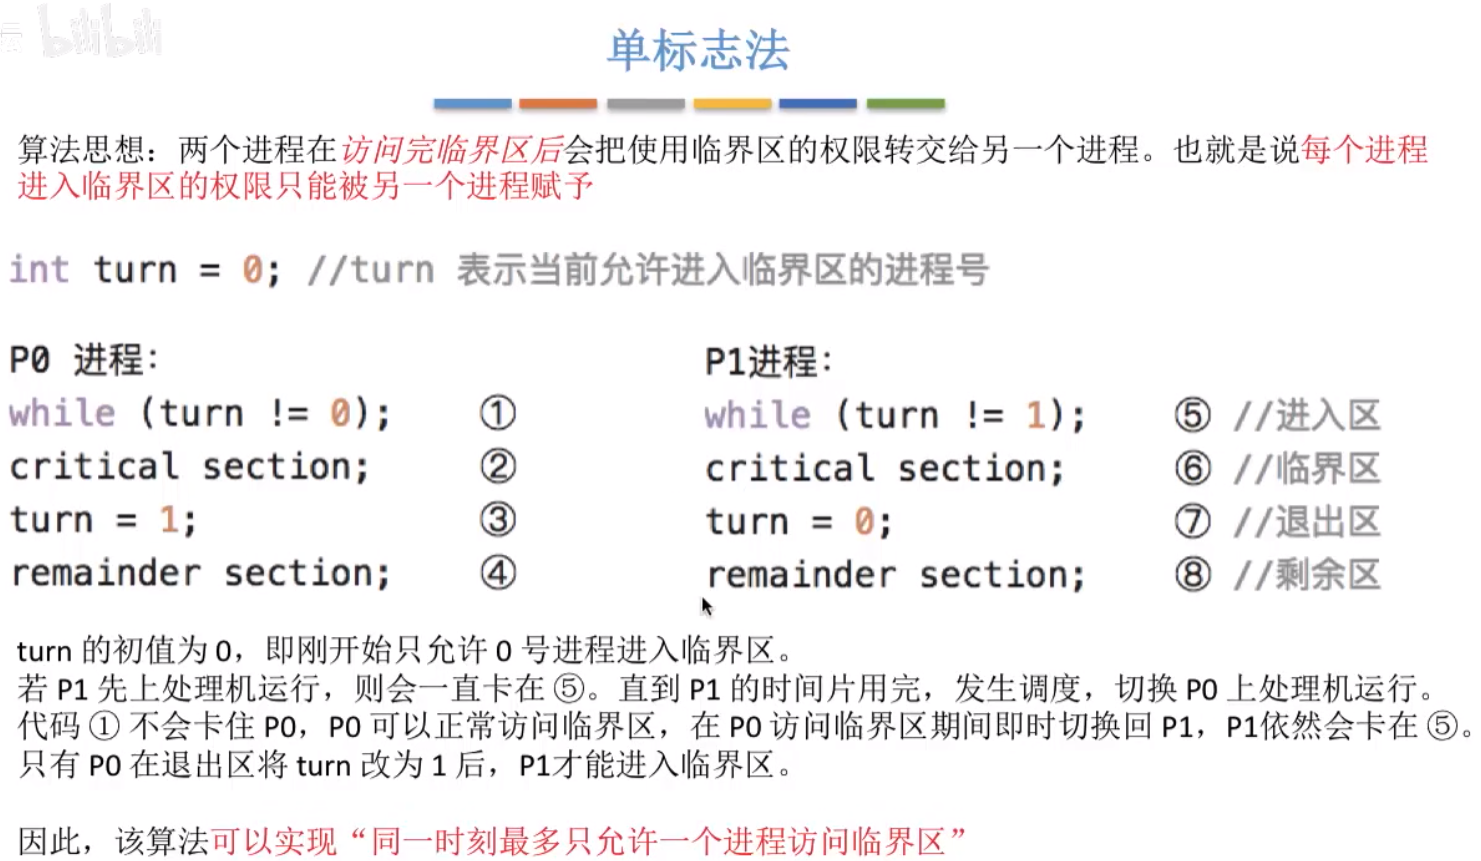 bilibili
单标志法
算法思想：两个进程在访问完临界区后会把使用临界区的权限转交给另一个进程。也就是说每个进程
进入临界区的权限只能被另一个进程赋予
int turn = 0; //turn 表示当前允许进入临界区的进程号
P0 进程:
while (turn != 0); ①
critical section; ②
turn = 1; ③
remainder section; ④
P1进程:
while (turn != 1); ⑤ //进入区
critical section; ⑥ //临界区
turn = 0; ⑦ //退出区
remainder section; ⑧ //剩余区
turn 的初值为 0，即刚开始只允许 0 号进程进入临界区。
若 P1 先上处理机运行，则会一直卡在 ⑤。直到 P1 的时间片用完，发生调度，切换 P0 上处理机运行。
代码 ① 不会卡住 P0，P0 可以正常访问临界区，在 P0 访问临界区期间即时切换回 P1，P1依然会卡在 ⑤。
只有 P0 在退出区将 turn 改为 1 后，P1才能进入临界区。
因此，该算法可以实现“同一时刻最多只允许一个进程访问临界区”